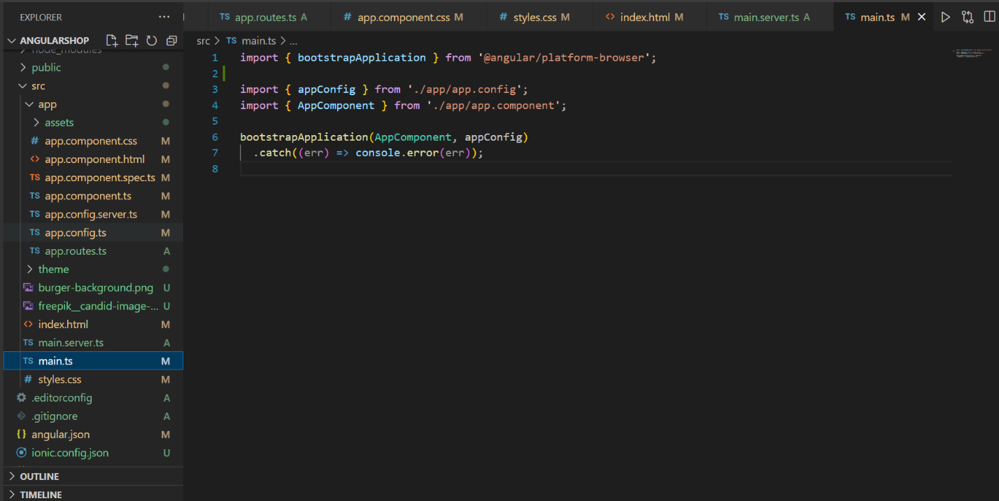 EXPLORER ...
ANGULARSHOP
node_modules
public
src
app
assets
# app.component.css M
<> app.component.html M
TS app.component.spec.ts M
TS app.component.ts M
TS app.config.server.ts M
TS app.config.ts M
TS app.routes.ts A
theme
burger-background.png U
freepik__candid-image-... U
<> index.html M
TS main.server.ts A
TS main.ts M
# styles.css M
.editorconfig A
.gitignore A
{} angular.json M
ionic.config.json U
OUTLINE
TIMELINE
TS app.routes.ts A
# app.component.css M
# styles.css M
<> index.html M
TS main.server.ts A
TS main.ts M
src > TS main.ts > ...
1 import { bootstrapApplication } from '@angular/platform-browser';
2
3 import { appConfig } from './app/app.config';
4 import { AppComponent } from './app/app.component';
5
6 bootstrapApplication(AppComponent, appConfig)
7 .catch((err) => console.error(err));
8